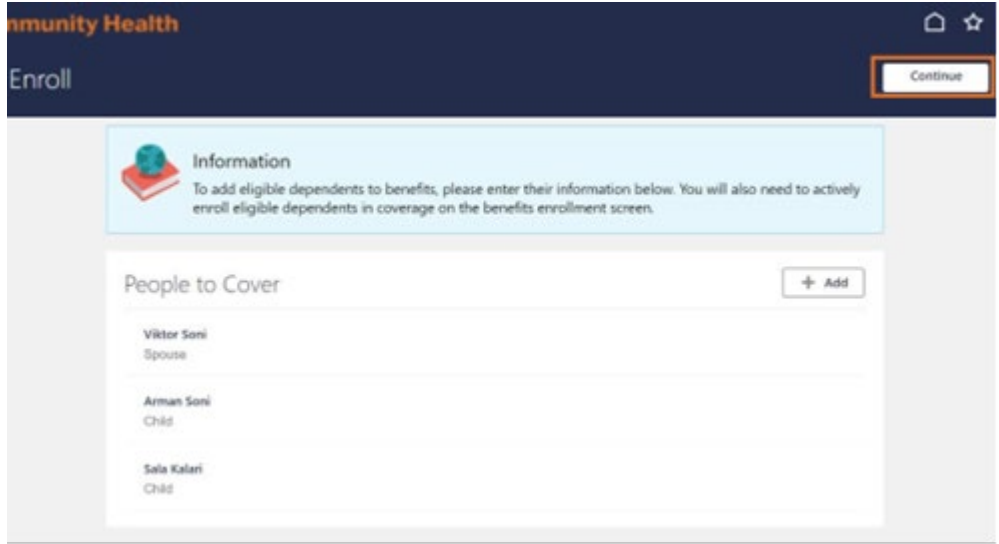 mmunity Health
Enroll
Continue
Information
To add eligible dependents to benefits, please enter their information below. You will also need to actively
enroll eligible dependents in coverage on the benefits enrollment screen.
People to Cover
+ Add
Viktor Soni
Spouse
Arman Soni
Child
Sala Kalari
Child